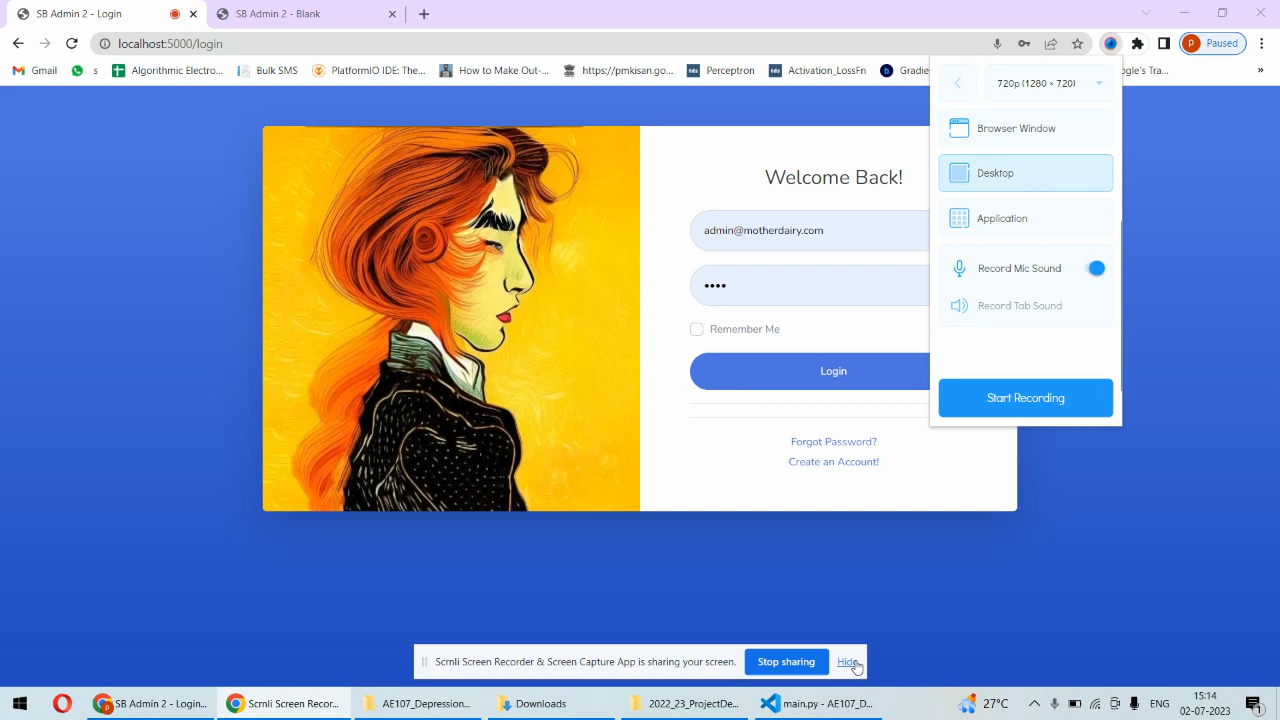 SB Admin 2 - Login
SB Admin 2 - Blank
localhost:5000/login
Paused
Gmail
s
Algorithmic Electro...
Bulk SMS
PlatformIO IDE: The...
How to Make Out-...
https://pmkisan.go...
Perceptron
Activation_LossFn
Gradie
gle's Tra...
»
720p (1280 × 720)
Browser Window
Desktop
Application
Record Mic Sound
Record Tab Sound
Start Recording
Welcome Back!
admin@motherdairy.com
••••
Remember Me
Login
Forgot Password?
Create an Account!
Scrnli Screen Recorder & Screen Capture App is sharing your screen.
Stop sharing
Hide
SB Admin 2 - Login...
Scrnli Screen Recor...
AE107_Depression...
Downloads
2022_23_ProjectDe...
main.py - AE107_D...
27°C
ENG
15:14
02-07-2023